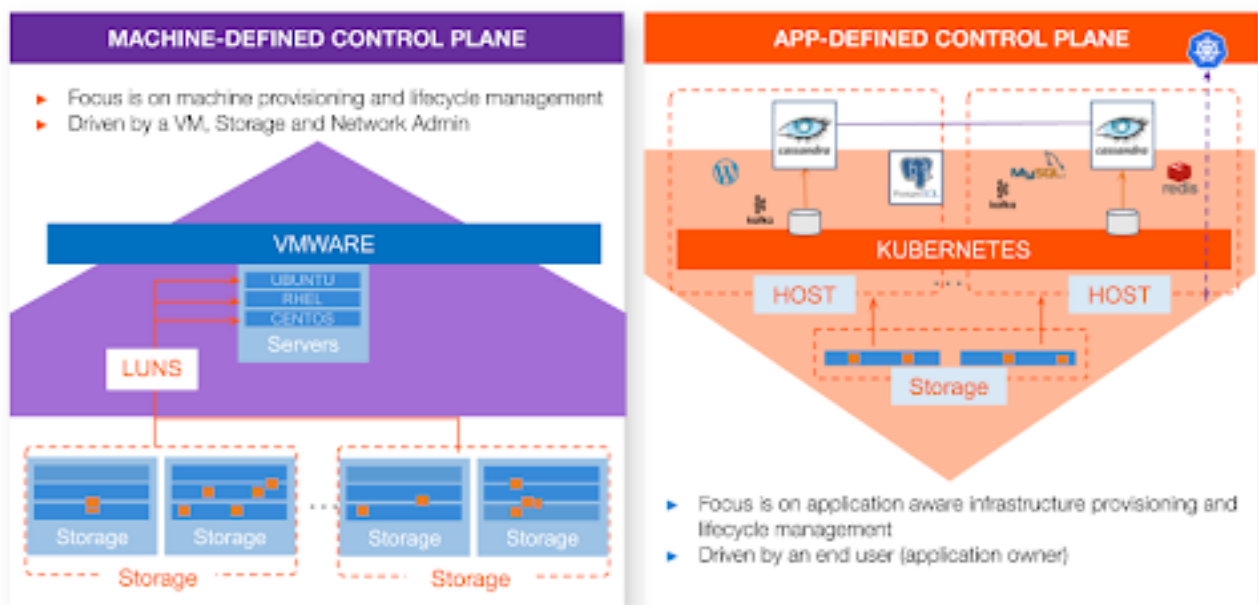 MACHINE-DEFINED CONTROL PLANE
Focus is on machine provisioning and lifecycle management
Driven by a VM, Storage and Network Admin
VMWARE
UBUNTU
RHEL
CENTOS
Servers
LUNS
Storage
Storage
...
Storage
Storage
Storage
Storage
APP-DEFINED CONTROL PLANE
cassandra
cassandra
PostgreSQL
MySQL
kafka
kafka
redis
KUBERNETES
HOST
...
HOST
Storage
Focus is on application aware infrastructure provisioning and
lifecycle management
Driven by an end user (application owner)